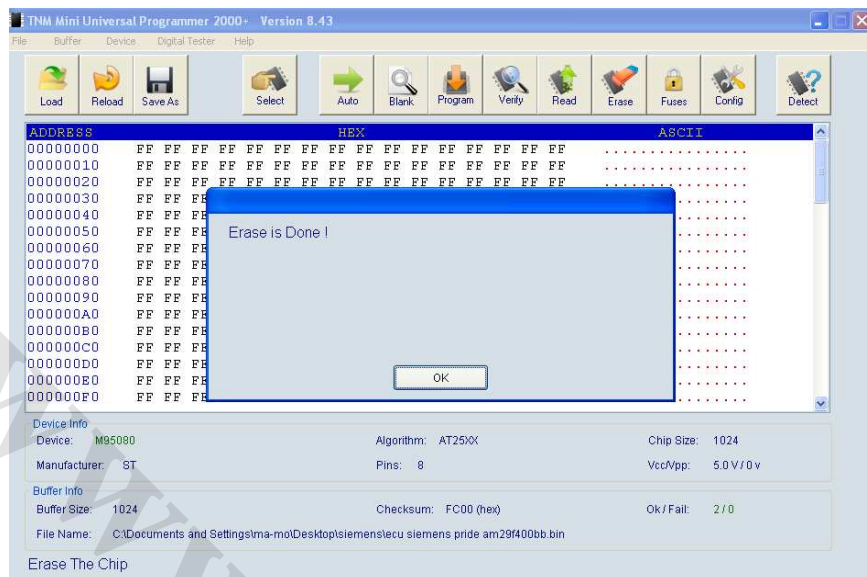 TNM Mini Universal Programmer 2000+ Version 8.43
File Buffer Device Digital Tester Help
Load Reload Save As Select Auto Blank Program Verify Read Erase Fuses Config Detect
ADDRESS HEX ASCII
00000000 FF FF FF FF FF FF FF FF FF FF FF FF FF FF FF FF ................
00000010 FF FF FF FF FF FF FF FF FF FF FF FF FF FF FF FF ................
00000020 FF FF FF FF FF FF FF FF FF FF FF FF FF FF FF FF ................
00000030 FF FF
00000040 FF FF
00000050 FF FF
00000060 FF FF
00000070 FF FF
00000080 FF FF
00000090 FF FF
000000A0 FF FF
000000B0 FF FF
000000C0 FF FF
000000D0 FF FF
000000E0 FF FF
000000F0 FF FF
Erase is Done !
OK
Device Info
Device: M95080 Algorithm: AT25XX Chip Size: 1024
Manufacturer: ST Pins: 8 Vcc/Vpp: 5.0 V / 0 v
Buffer Info
Buffer Size: 1024 Checksum: FC00 (hex) Ok / Fail: 2 / 0
File Name: C:\Documents and Settings\ma-mo\Desktop\siemens\ecu siemens pride am29f400bb.bin
Erase The Chip